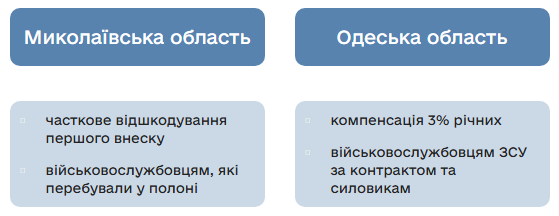 Миколаївська область
часткове відшкодування
першого внеску
військовослужбовцям, які
перебували у полоні
Одеська область
компенсація 3% річних
військовослужбовцям ЗСУ
за контрактом та
силовикам